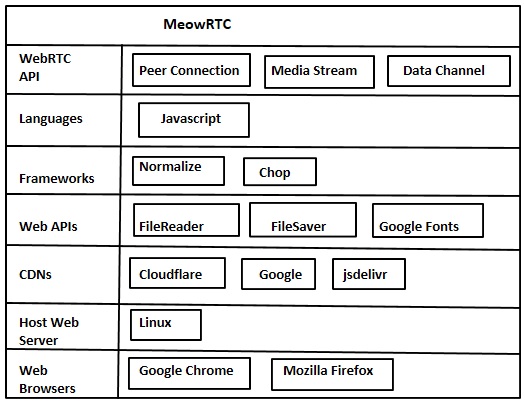 MeowRTC
WebRTC
API
Peer Connection
Media Stream
Data Channel
Languages
Javascript
Frameworks
Normalize
Chop
Web APIs
FileReader
FileSaver
Google Fonts
CDNs
Cloudflare
Google
jsdelivr
Host Web
Server
Linux
Web
Browsers
Google Chrome
Mozilla Firefox